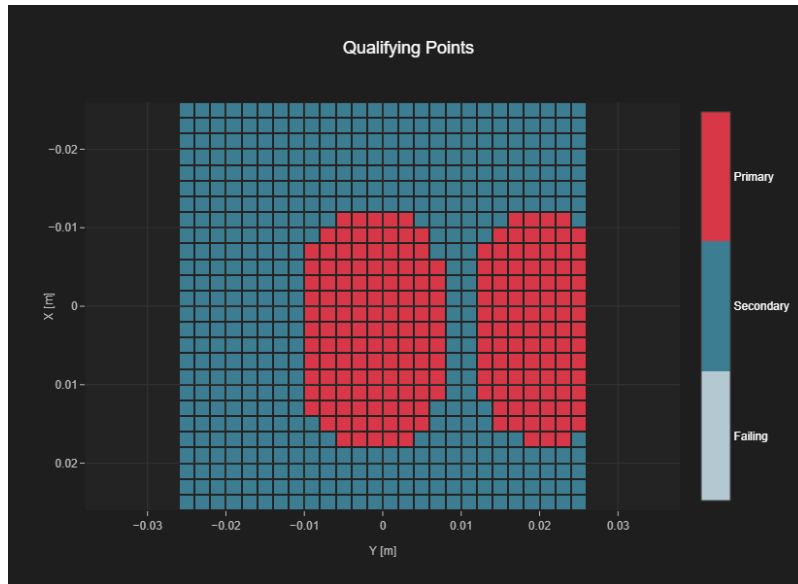 Qualifying Points
−0.02
−0.01
0
0.01
0.02
X [m]
−0.03
−0.02
−0.01
0
0.01
0.02
0.03
Y [m]
Primary
Secondary
Failing